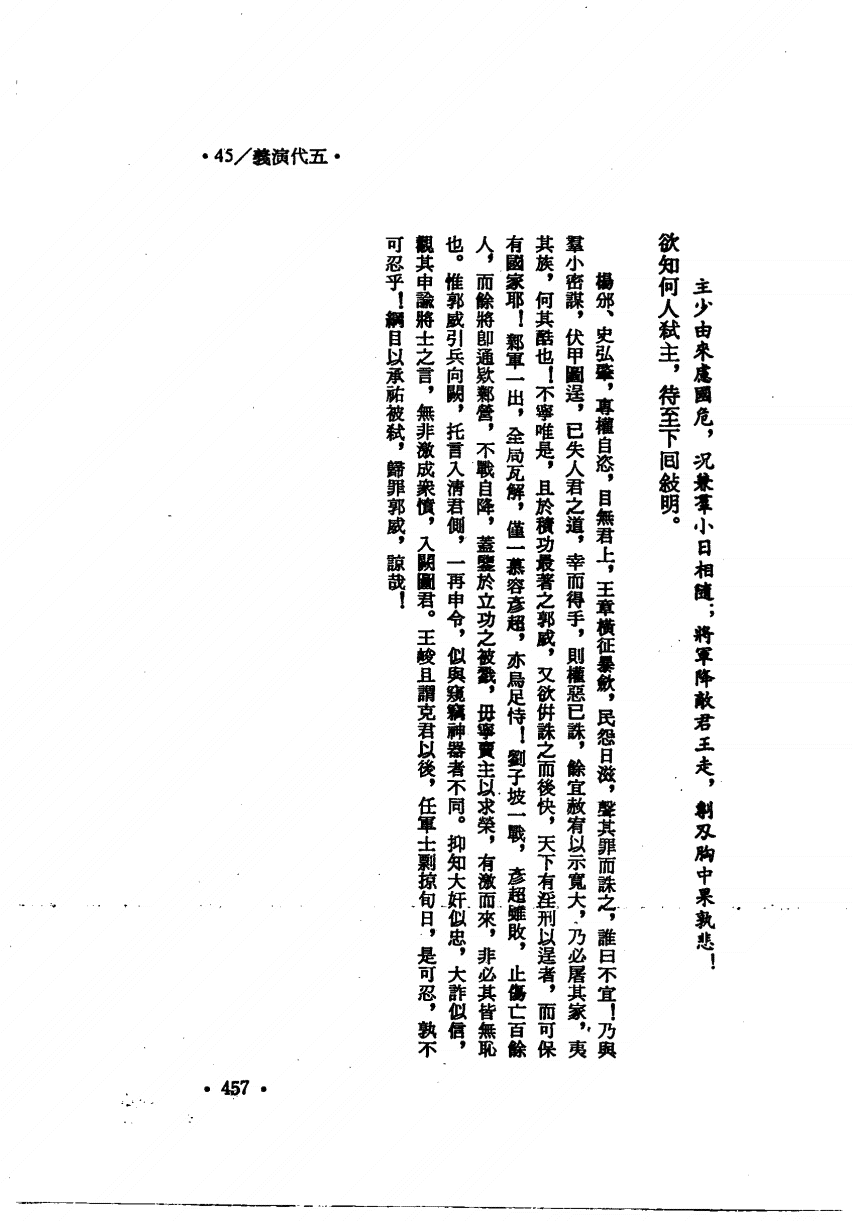 •45／義演代五•
主少由來慮國危，況兼羣小日相隨；將軍降敵君王走，剚刃胸中果孰悲！
欲知何人弒主，待至下回敍明。
楊邠、史弘肇，專權自恣，目無君上，王章橫征暴斂，民怨日滋，聲其罪而誅之，誰曰不宜！乃與
羣小密謀，伏甲圖逞，已失人君之道，幸而得手，則權惡已誅，餘宜赦宥以示寬大，乃必屠其家，夷
其族，何其酷也！不寧唯是，且於積功最著之郭威，又欲併誅之而後快，天下有淫刑以逞者，而可保
有國家耶！鄴軍一出，全局瓦解，僅一慕容彥超，亦烏足恃！劉子坡一戰，彥超雖敗，止傷亡百餘
人，而餘將卽通欵鄴營，不戰自降，蓋鑒於立功之被戮，毋寧賣主以求榮，有激而來，非必其皆無恥
也。惟郭威引兵向闕，托言入清君側，一再申令，似與窺竊神器者不同。抑知大奸似忠，大詐似信，
觀其申諭將士之言，無非激成衆憤，入闕圖君。王峻且謂克君以後，任軍士剽掠旬日，是可忍，孰不
可忍乎！綱目以承祐被弒，歸罪郭威，諒哉！
•457•